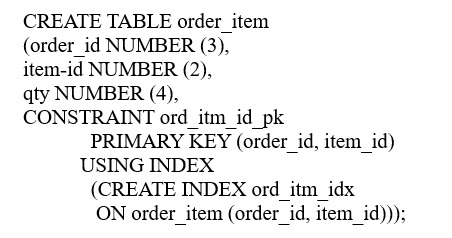 CREATE TABLE order_item
(order_id NUMBER (3),
item-id NUMBER (2),
qty NUMBER (4),
CONSTRAINT ord_itm_id_pk
PRIMARY KEY (order_id, item_id)
USING INDEX
(CREATE INDEX ord_itm_idx
ON order_item (order_id, item_id)));